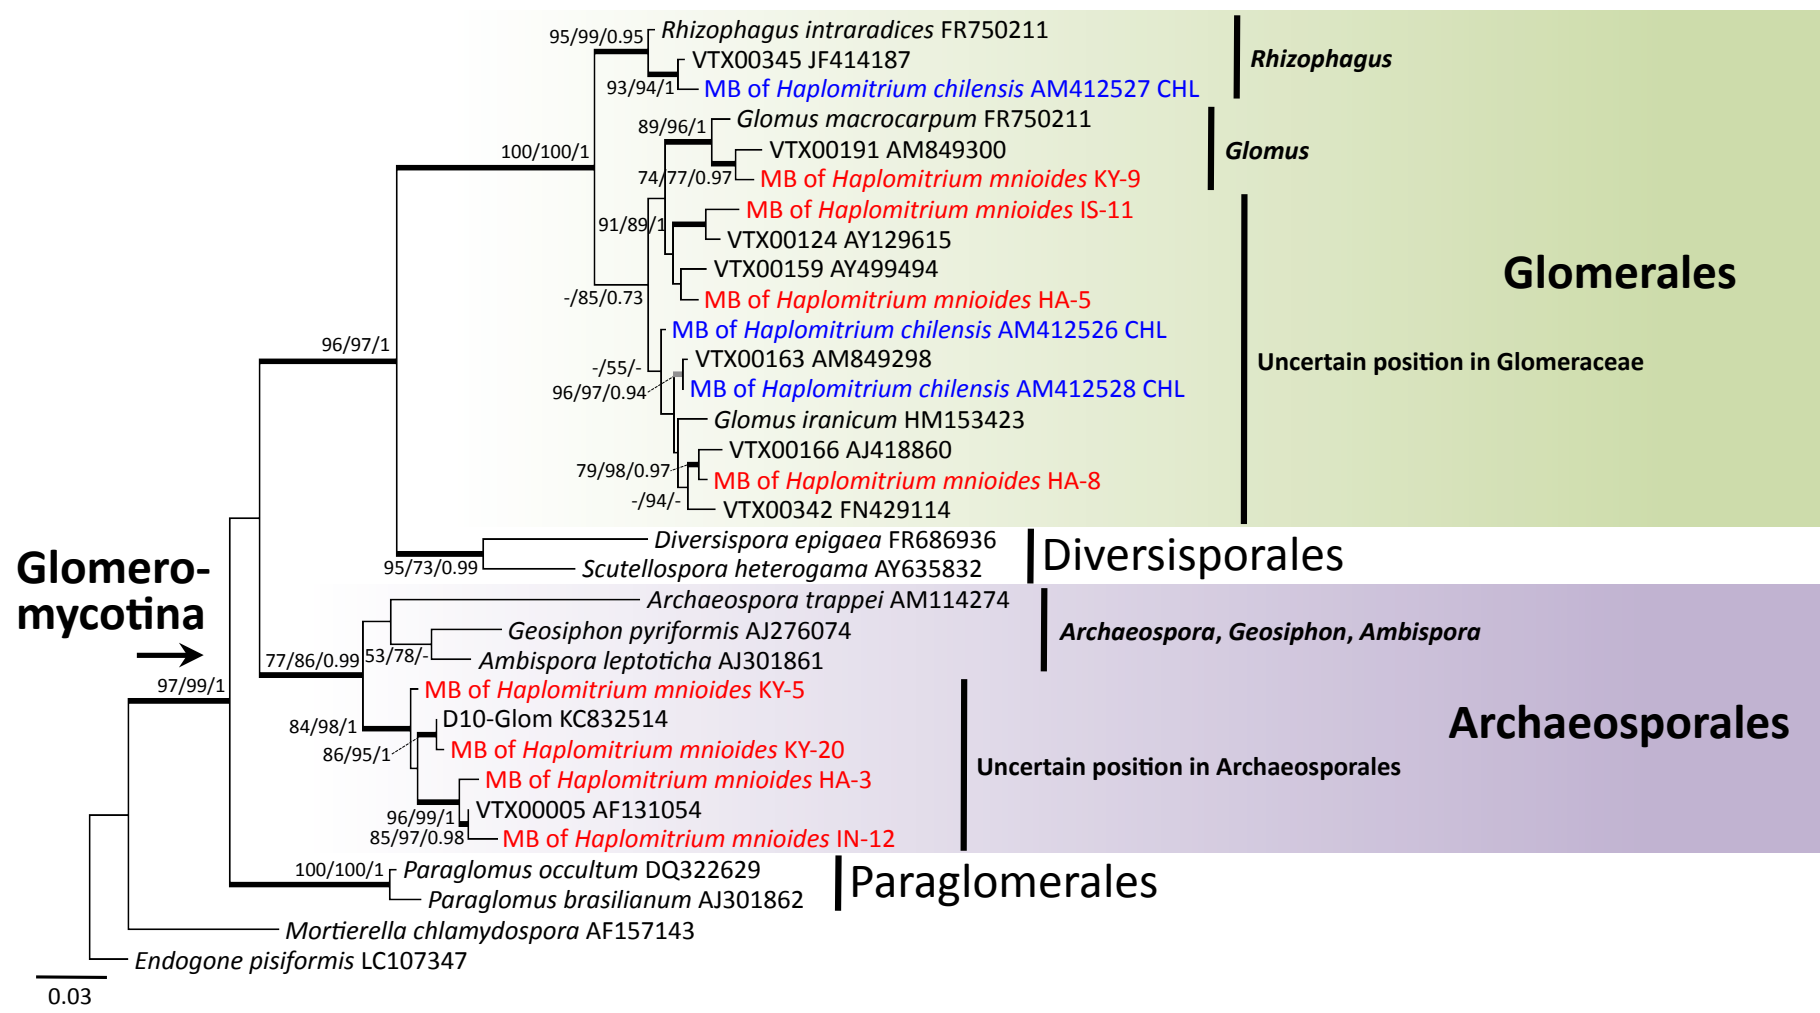 95/99/0.95
Rhizophagus intraradices FR750211
VTX00345 JF414187
93/94/1
MB of Haplomitrium chilensis AM412527 CHL
Rhizophagus
89/96/1
Glomus macrocarpum FR750211
100/100/1
VTX00191 AM849300
74/77/0.97
MB of Haplomitrium mnioides KY-9
Glomus
MB of Haplomitrium mnioides IS-11
91/89/1
VTX00124 AY129615
VTX00159 AY499494
-/85/0.73
MB of Haplomitrium mnioides HA-5
Glomerales
MB of Haplomitrium chilensis AM412526 CHL
96/97/1
VTX00163 AM849298
-/55/-
96/97/0.94
MB of Haplomitrium chilensis AM412528 CHL
Uncertain position in Glomeraceae
Glomus iranicum HM153423
VTX00166 AJ418860
79/98/0.97
MB of Haplomitrium mnioides HA-8
-/94/-
VTX00342 FN429114
Diversispora epigaea FR686936
95/73/0.99
Scutellospora heterogama AY635832
Diversisporales
Glomero-
mycotina
Archaeospora trappei AM114274
Geosiphon pyriformis AJ276074
77/86/0.99
53/78/-
Ambispora leptoticha AJ301861
Archaeospora, Geosiphon, Ambispora
97/99/1
MB of Haplomitrium mnioides KY-5
84/98/1
D10-Glom KC832514
86/95/1
MB of Haplomitrium mnioides KY-20
Archaeosporales
MB of Haplomitrium mnioides HA-3
Uncertain position in Archaeosporales
96/99/1
VTX00005 AF131054
85/97/0.98
MB of Haplomitrium mnioides IN-12
100/100/1
Paraglomus occultum DQ322629
Paraglomus brasilianum AJ301862
Paraglomerales
Mortierella chlamydospora AF157143
Endogone pisiformis LC107347
0.03